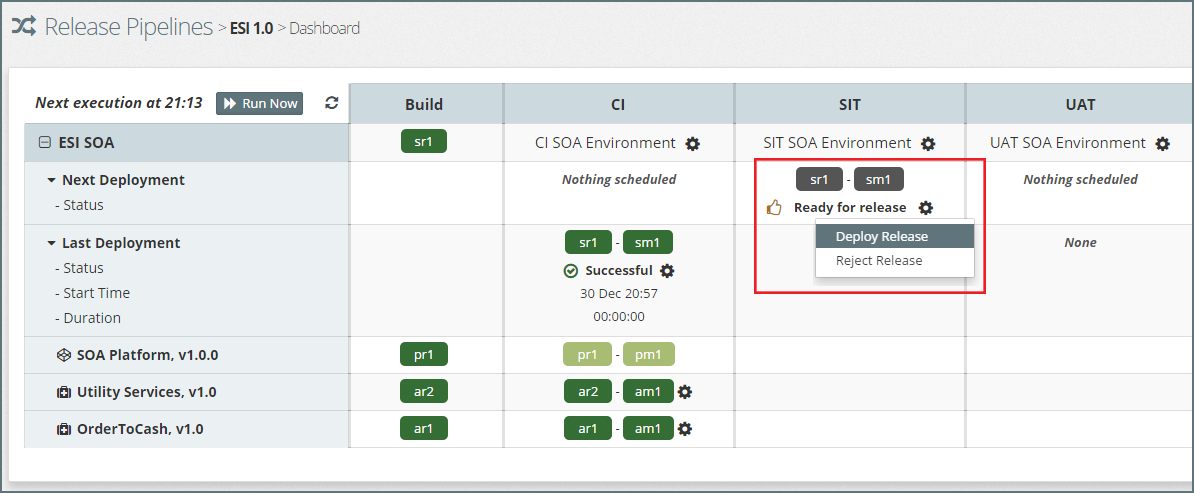 Release Pipelines > ESI 1.0 > Dashboard
Next execution at 21:13 Run Now Build CI SIT UAT
ESI SOA sr1 CI SOA Environment SIT SOA Environment UAT SOA Environment
Next Deployment Nothing scheduled sr1 - sm1 Nothing scheduled
- Status Ready for release
Deploy Release
Reject Release
Last Deployment sr1 - sm1 None
- Status Successful
- Start Time 30 Dec 20:57
- Duration 00:00:00
SOA Platform, v1.0.0 pr1 pr1 - pm1
Utility Services, v1.0 ar2 ar2 - am1
OrderToCash, v1.0 ar1 ar1 - am1